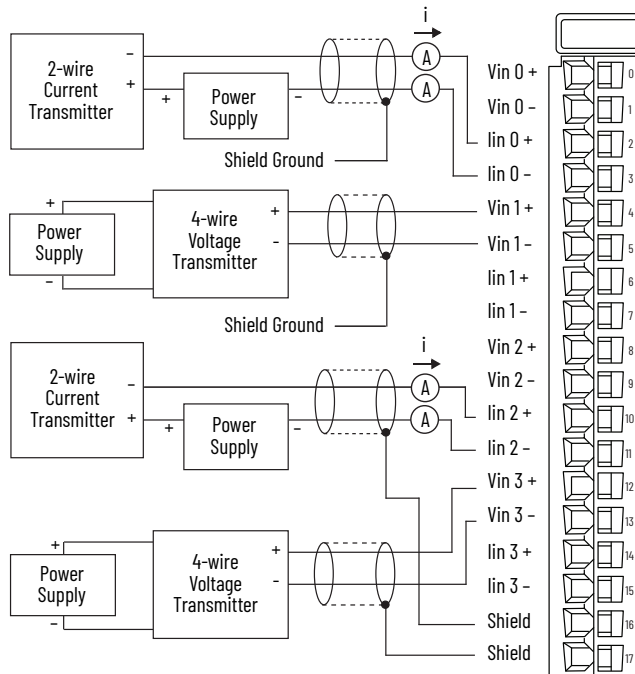 i
2-wire
Current
Transmitter
-
+
+
Power
Supply
-
A
A
Shield Ground
+
Power
Supply
-
4-wire
Voltage
Transmitter
+
-
Shield Ground
i
2-wire
Current
Transmitter
-
+
+
Power
Supply
-
A
A
+
Power
Supply
-
4-wire
Voltage
Transmitter
+
-
Vin 0 + 0
Vin 0 - 1
Iin 0 + 2
Iin 0 - 3
Vin 1 + 4
Vin 1 - 5
Iin 1 + 6
Iin 1 - 7
Vin 2 + 8
Vin 2 - 9
Iin 2 + 10
Iin 2 - 11
Vin 3 + 12
Vin 3 - 13
Iin 3 + 14
Iin 3 - 15
Shield 16
Shield 17